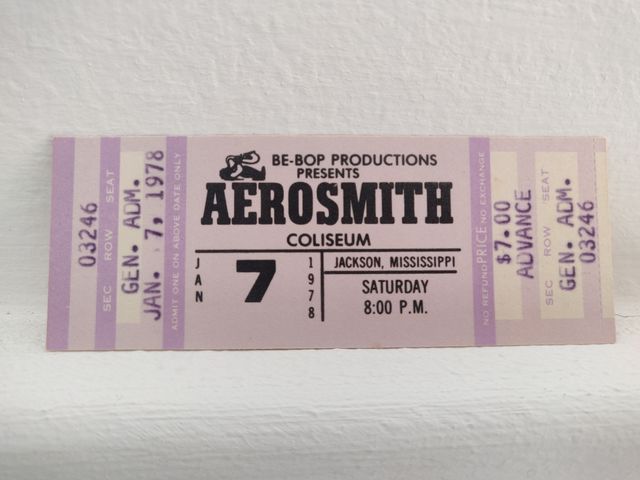 03246
SEC ROW SEAT
GEN. ADM.
JAN. 7, 1978
ADMIT ONE ON ABOVE DATE ONLY
BE-BOP PRODUCTIONS
PRESENTS
AEROSMITH
COLISEUM
JAN
7
1978
JACKSON, MISSISSIPPI
SATURDAY
8:00 P.M.
NO REFUND PRICE NO EXCHANGE
$7.00
ADVANCE
SEC ROW SEAT
GEN. ADM.
03246